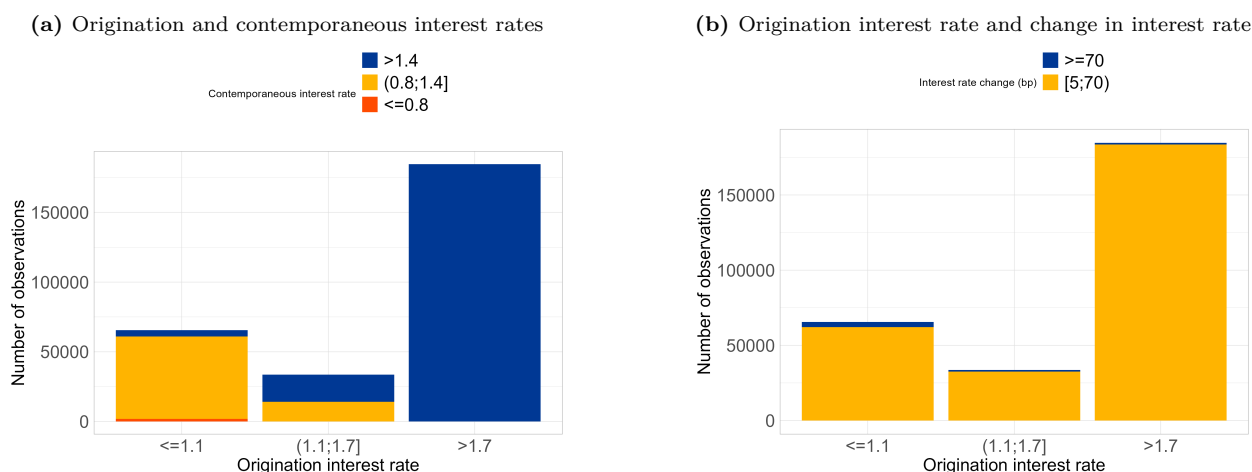 (a) Origination and contemporaneous interest rates
Contemporaneous interest rate
>1.4
(0.8;1.4]
<=0.8
Number of observations
150000
100000
50000
0
<=1.1
(1.1;1.7]
>1.7
Origination interest rate
(b) Origination interest rate and change in interest rate
Interest rate change (bp)
>=70
[5;70)
Number of observations
150000
100000
50000
0
<=1.1
(1.1;1.7]
>1.7
Origination interest rate